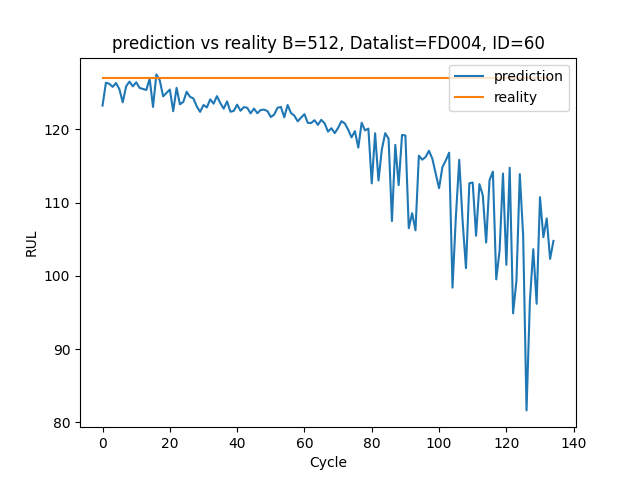 prediction vs reality B=512, Datalist=FD004, ID=60
prediction
reality
RUL
120
110
100
90
80
0 20 40 60 80 100 120 140
Cycle